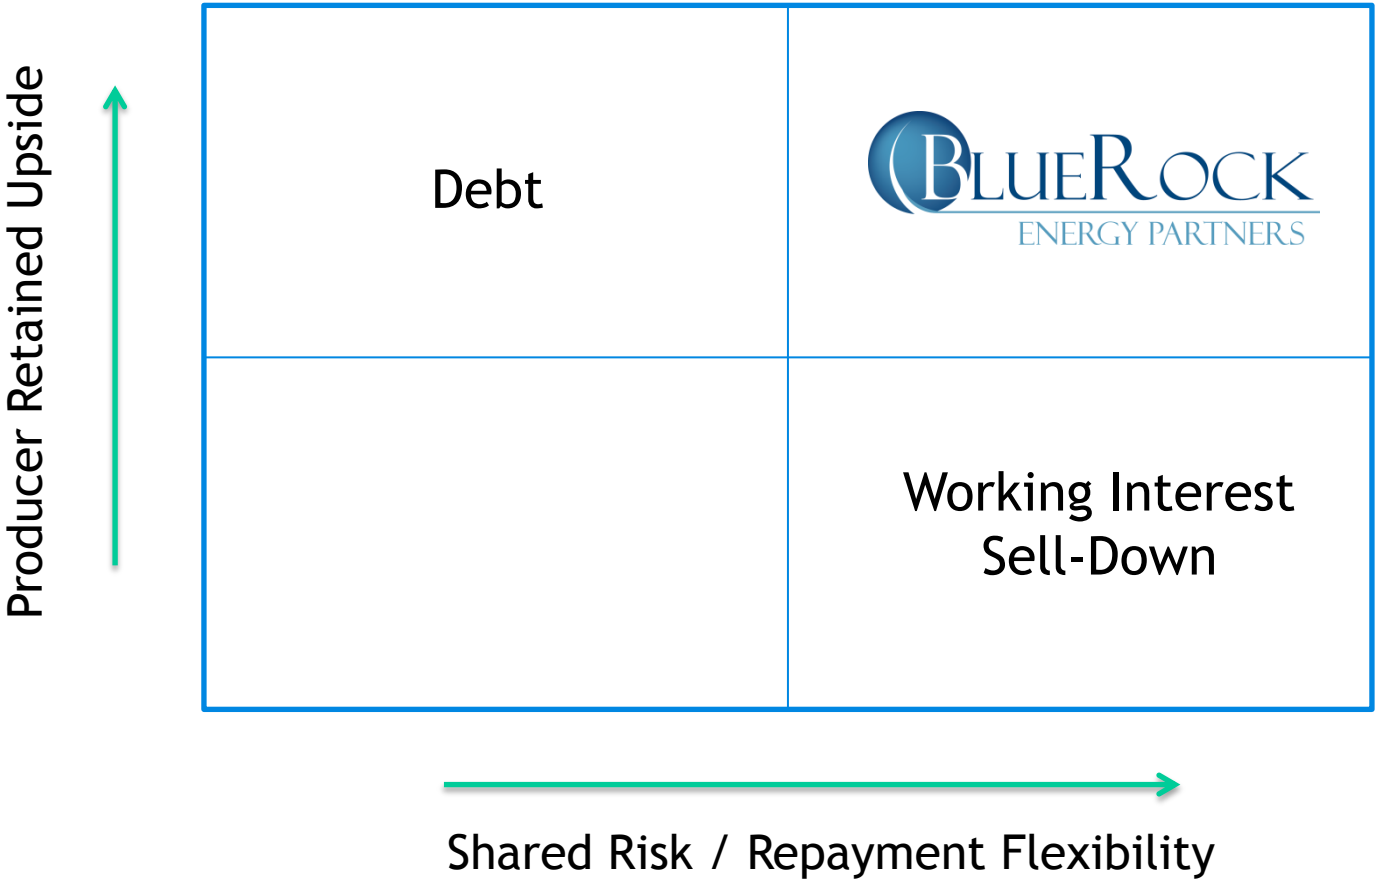 Producer Retained Upside
Debt
BLUEROCK
ENERGY PARTNERS
Working Interest
Sell-Down
Shared Risk / Repayment Flexibility